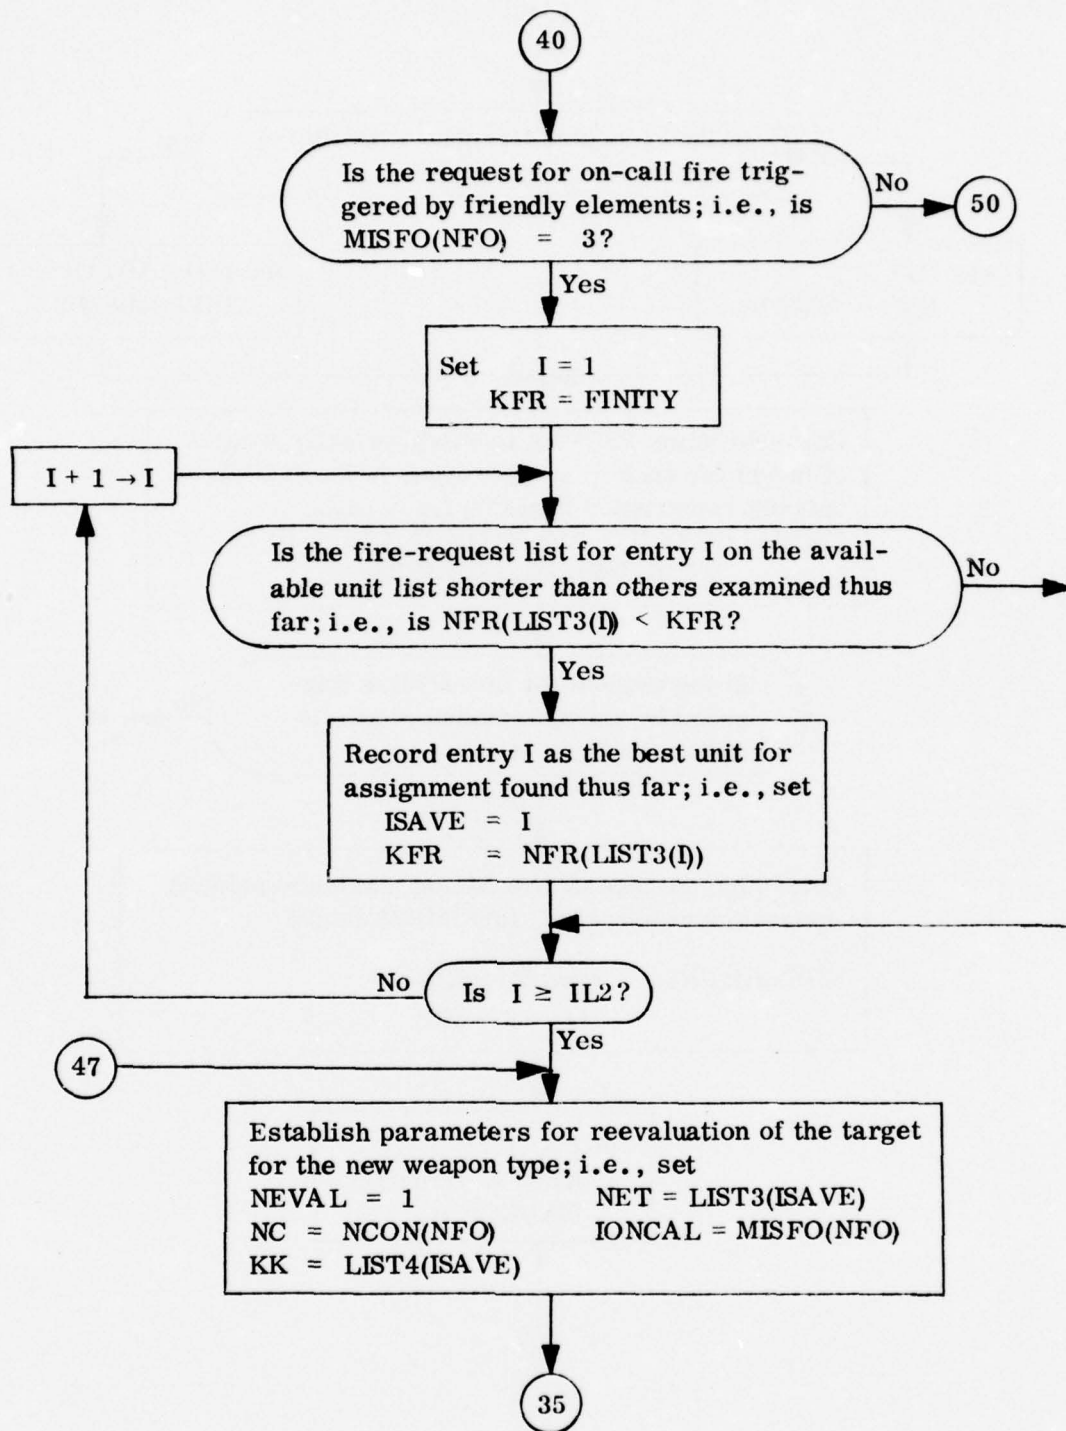 40
Is the request for on-call fire trig-
gered by friendly elements; i.e., is
MISFO(NFO) = 3?
No
50
Yes
Set I = 1
KFR = FINITY
I + 1 → I
Is the fire-request list for entry I on the avail-
able unit list shorter than others examined thus
far; i.e., is NFR(LIST3(I)) < KFR?
No
Yes
Record entry I as the best unit for
assignment found thus far; i.e., set
ISAVE = I
KFR = NFR(LIST3(I))
No
Is I ≥ IL2?
Yes
47
Establish parameters for reevaluation of the target
for the new weapon type; i.e., set
NEVAL = 1 NET = LIST3(ISAVE)
NC = NCON(NFO) IONCAL = MISFO(NFO)
KK = LIST4(ISAVE)
35